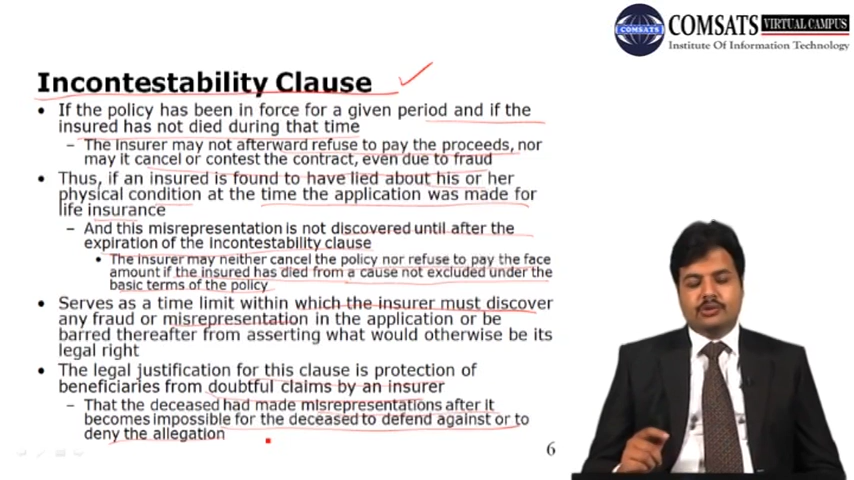 COMSATS VIRTUAL CAMPUS
COMSATS
Institute Of Information Technology
Incontestability Clause
• If the policy has been in force for a given period and if the
insured has not died during that time
– The insurer may not afterward refuse to pay the proceeds, nor
may it cancel or contest the contract, even due to fraud
• Thus, if an insured is found to have lied about his or her
physical condition at the time the application was made for
life insurance
– And this misrepresentation is not discovered until after the
expiration of the incontestability clause
• The insurer may neither cancel the policy nor refuse to pay the face
amount if the insured has died from a cause not excluded under the
basic terms of the policy
• Serves as a time limit within which the insurer must discover
any fraud or misrepresentation in the application or be
barred thereafter from asserting what would otherwise be its
legal right
• The legal justification for this clause is protection of
beneficiaries from doubtful claims by an insurer
– That the deceased had made misrepresentations after it
becomes impossible for the deceased to defend against or to
deny the allegation
6